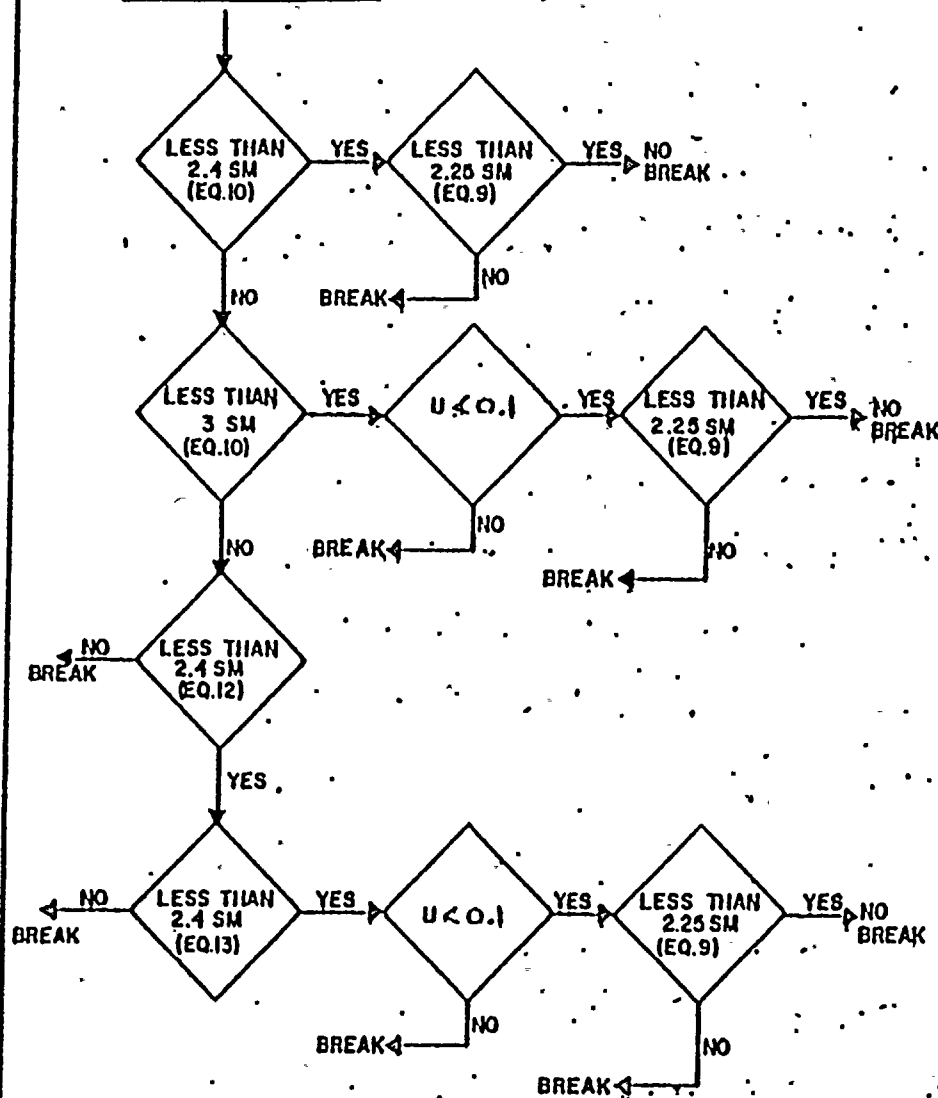 LESS THAN
2.4 SM
(EQ.10)
YES
LESS THAN
2.25 SM
(EQ.9)
YES
NO
BREAK
NO
BREAK
NO
LESS THAN
3 SM
(EQ.10)
YES
U ≤ 0.1
YES
LESS THAN
2.25 SM
(EQ.9)
YES
NO
BREAK
NO
BREAK
NO
BREAK
NO
LESS THAN
2.4 SM
(EQ.12)
NO
BREAK
YES
LESS THAN
2.4 SM
(EQ.13)
NO
BREAK
YES
U < 0.1
YES
LESS THAN
2.25 SM
(EQ.9)
YES
NO
BREAK
NO
BREAK
NO
BREAK